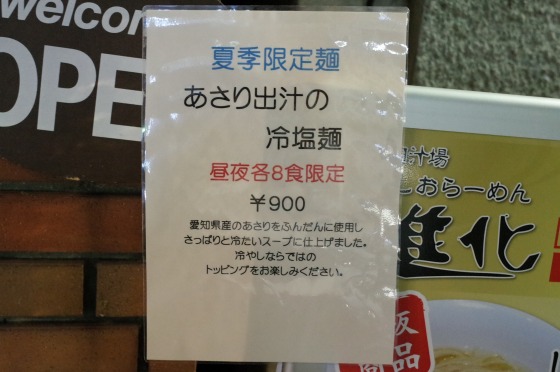 welcom
OPE
夏季限定麺
あさり出汁の
冷塩麺
昼夜各8食限定
￥900
愛知県産のあさりをふんだんに使用し
さっぱりと冷たいスープに仕上げました。
冷やしならではの
トッピングをお楽しみください。
汁場
おらーめん
進化
品